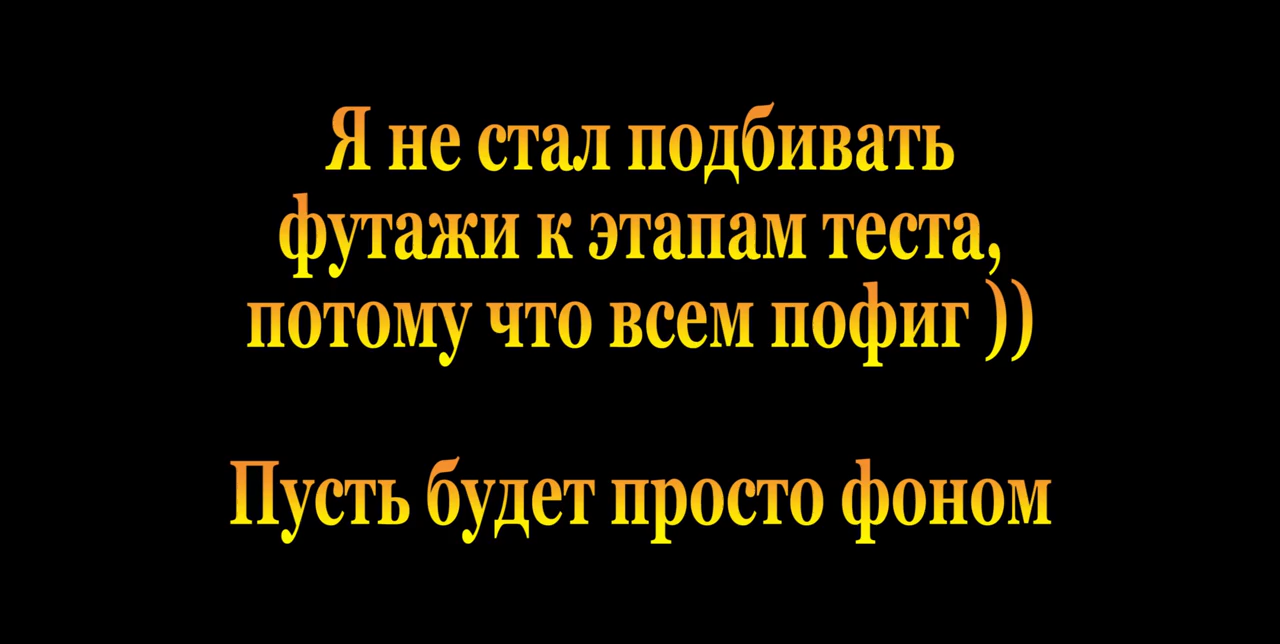 Я не стал подбивать
футажи к этапам теста,
потому что всем пофиг ))
Пусть будет просто фоном